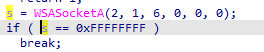 s = WSASocketA(2, 1, 6, 0, 0, 0);
if ( s == 0xFFFFFFFF )
break;